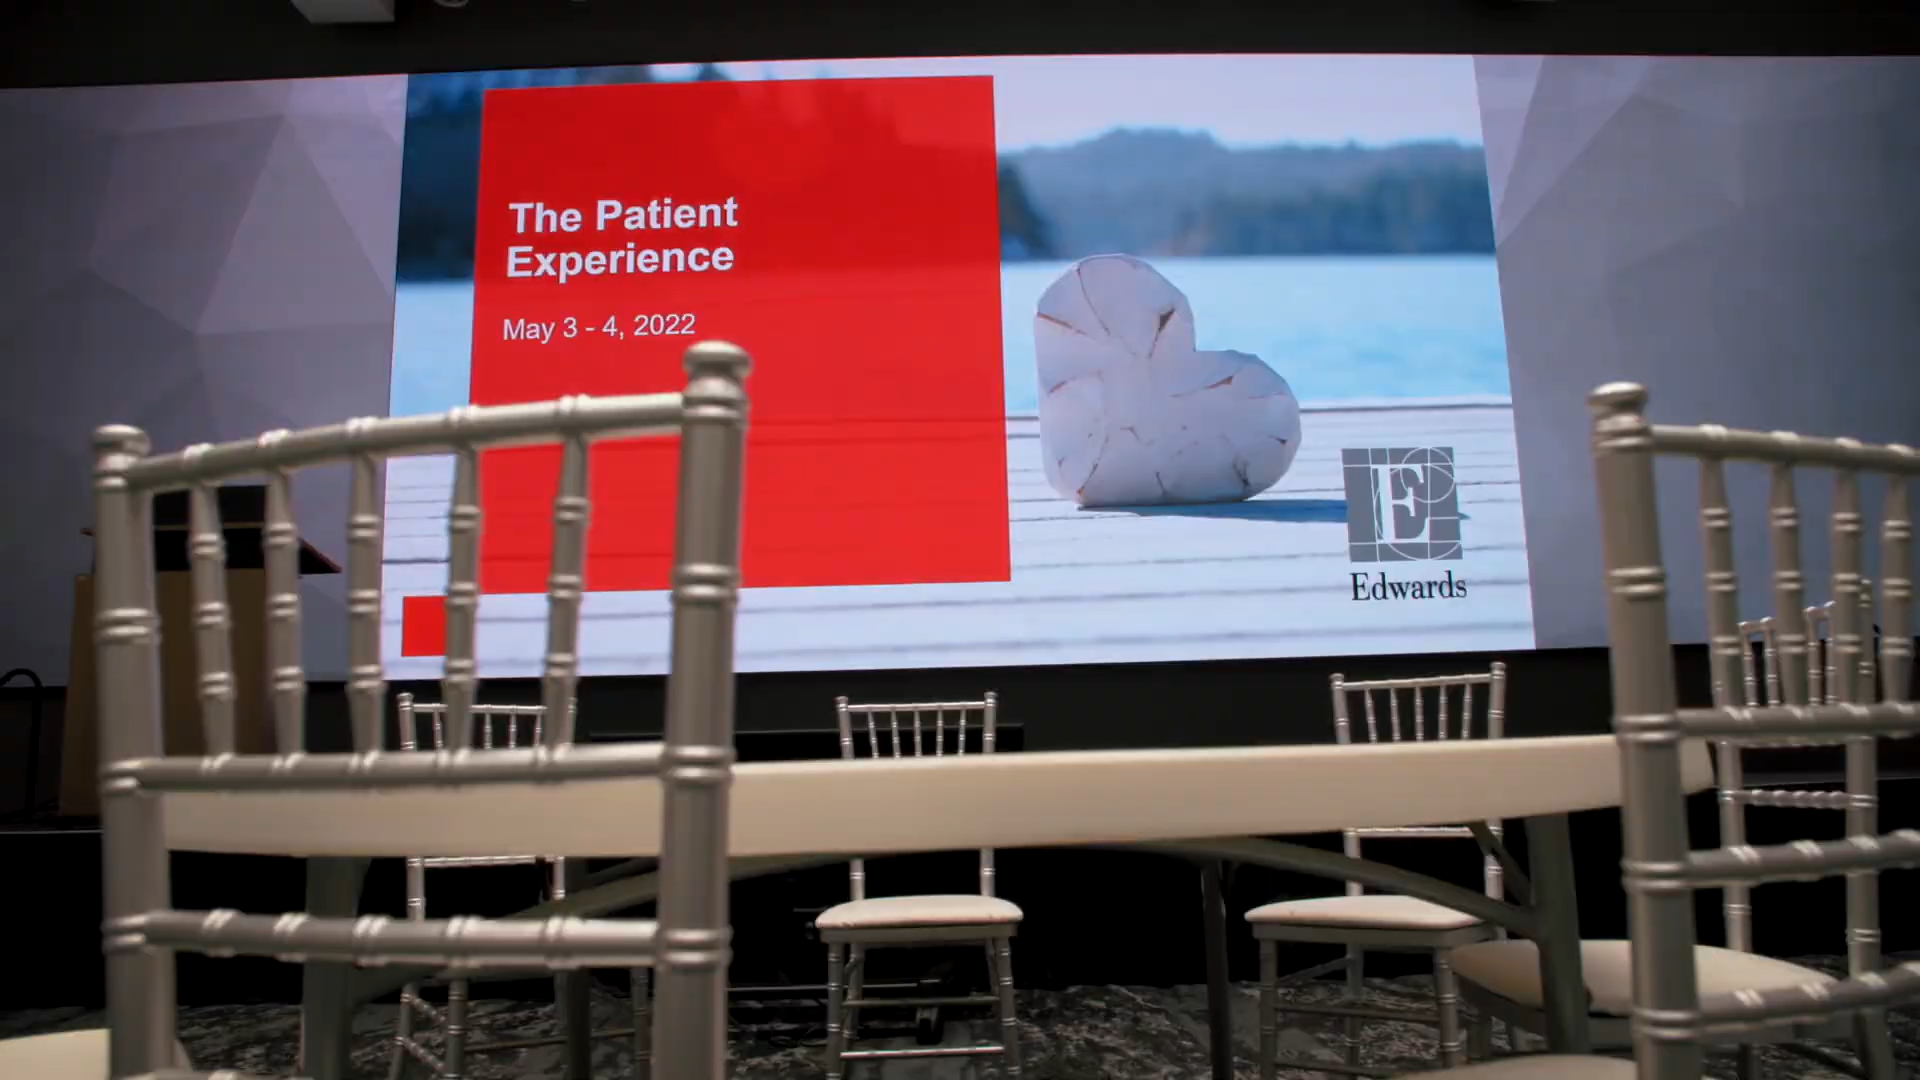 The Patient
Experience
May 3 - 4, 2022
E
Edwards